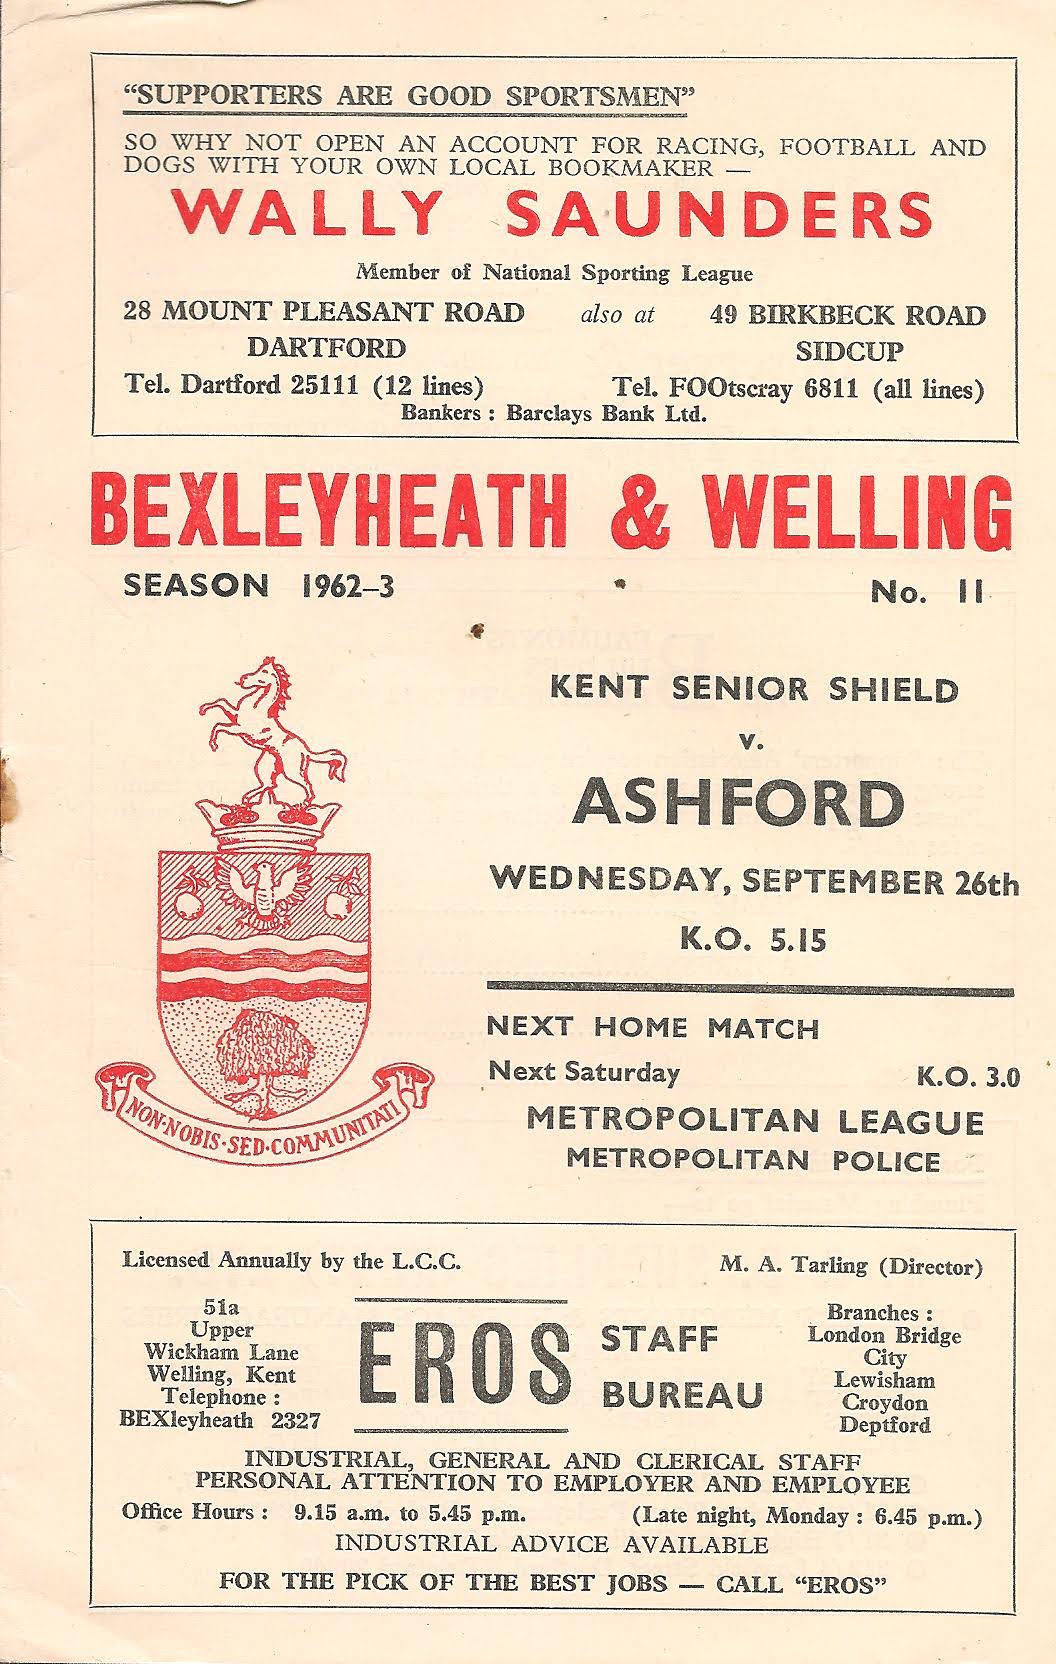 "SUPPORTERS ARE GOOD SPORTSMEN"
SO WHY NOT OPEN AN ACCOUNT FOR RACING, FOOTBALL AND
DOGS WITH YOUR OWN LOCAL BOOKMAKER —
WALLY SAUNDERS
Member of National Sporting League
28 MOUNT PLEASANT ROAD also at 49 BIRKBECK ROAD
DARTFORD SIDCUP
Tel. Dartford 25111 (12 lines) Tel. FOOtscray 6811 (all lines)
Bankers : Barclays Bank Ltd.
BEXLEYHEATH & WELLING
SEASON 1962-3 No. 11
KENT SENIOR SHIELD
v.
ASHFORD
WEDNESDAY, SEPTEMBER 26th
K.O. 5.15
NON·NOBIS·SED·COMMUNITATI
NEXT HOME MATCH
Next Saturday K.O. 3.0
METROPOLITAN LEAGUE
METROPOLITAN POLICE
Licensed Annually by the L.C.C. M. A. Tarling (Director)
51a
Upper
Wickham Lane
Welling, Kent
Telephone :
BEXleyheath 2327
EROS STAFF
BUREAU
Branches :
London Bridge
City
Lewisham
Croydon
Deptford
INDUSTRIAL, GENERAL AND CLERICAL STAFF
PERSONAL ATTENTION TO EMPLOYER AND EMPLOYEE
Office Hours : 9.15 a.m. to 5.45 p.m. (Late night, Monday : 6.45 p.m.)
INDUSTRIAL ADVICE AVAILABLE
FOR THE PICK OF THE BEST JOBS — CALL "EROS"